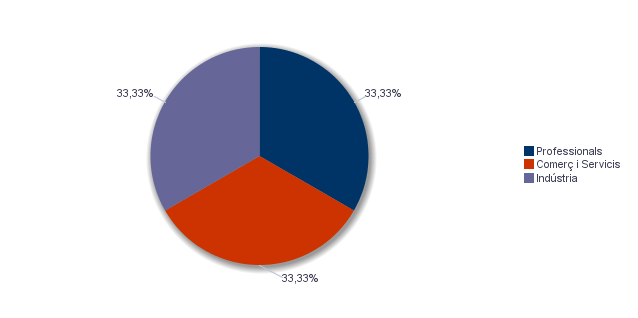 33,33%
33,33%
33,33%
Professionals
Comerç i Servicis
Indústria